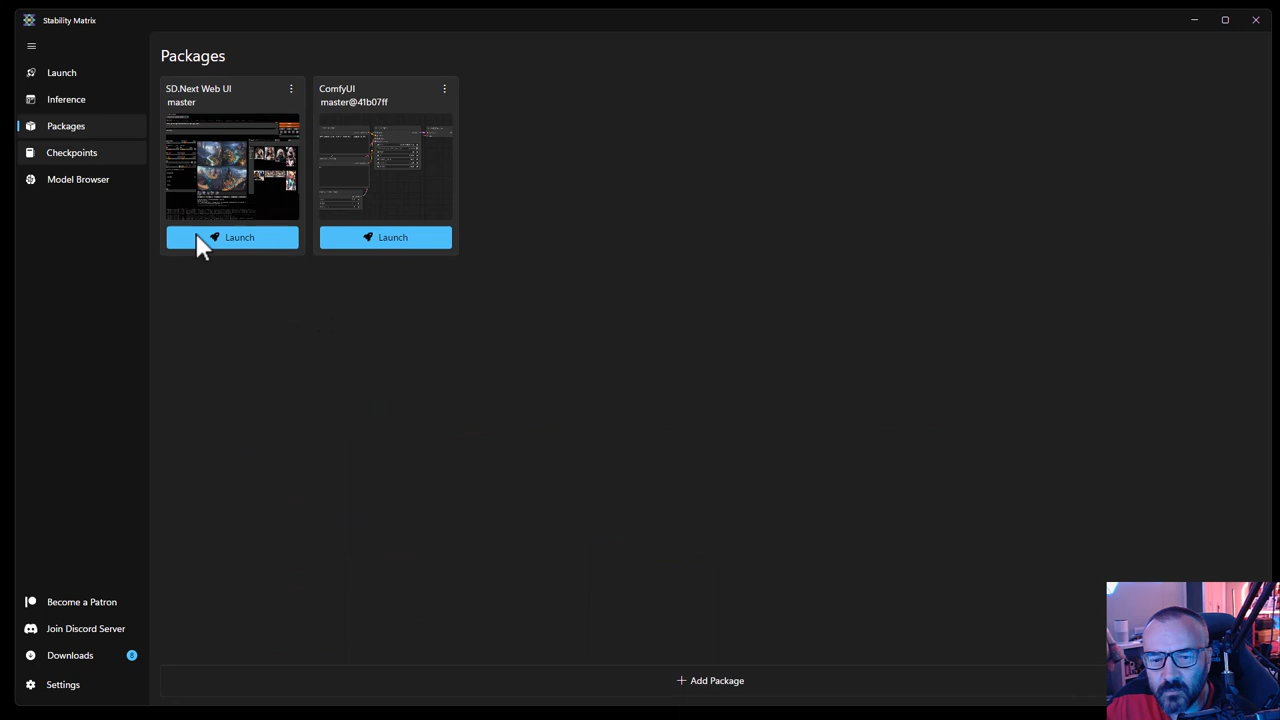 Stability Matrix
Launch
Inference
Packages
Checkpoints
Model Browser
Become a Patron
Join Discord Server
Downloads
8
Settings
Packages
SD.Next Web UI
master
Launch
ComfyUI
master@41b07ff
Launch
+ Add Package